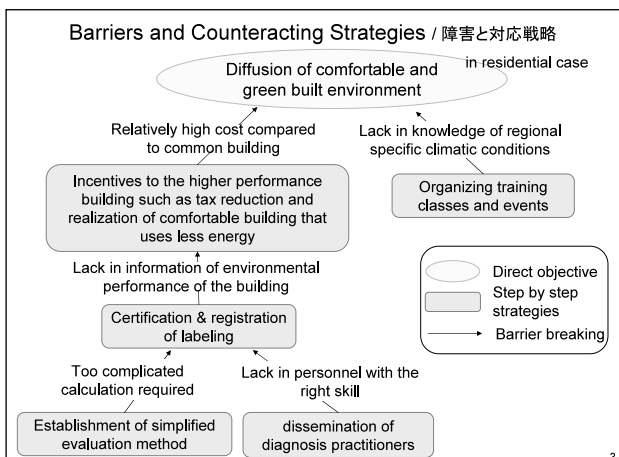 Barriers and Counteracting Strategies / 障害と対応戦略
in residential case
Diffusion of comfortable and
green built environment
Relatively high cost compared
to common building
Lack in knowledge of regional
specific climatic conditions
Incentives to the higher performance
building such as tax reduction and
realization of comfortable building that
uses less energy
Organizing training
classes and events
Lack in information of environmental
performance of the building
Direct objective
Step by step
strategies
Barrier breaking
Certification & registration
of labeling
Too complicated
calculation required
Lack in personnel with the
right skill
Establishment of simplified
evaluation method
dissemination of
diagnosis practitioners
3